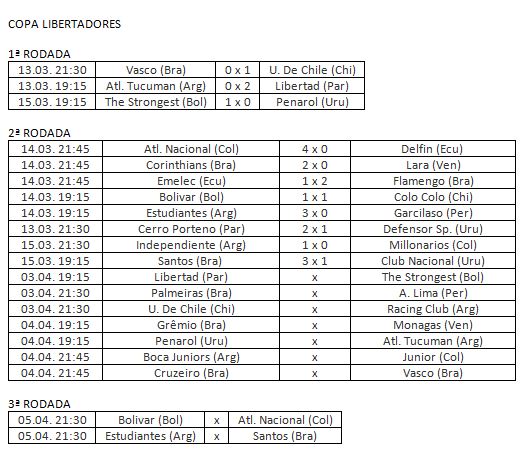 COPA LIBERTADORES
1ª RODADA
13.03. 21:30 Vasco (Bra) 0 x 1 U. De Chile (Chi)
13.03. 19:15 Atl. Tucuman (Arg) 0 x 2 Libertad (Par)
15.03. 19:15 The Strongest (Bol) 1 x 0 Penarol (Uru)
2ª RODADA
14.03. 21:45 Atl. Nacional (Col) 4 x 0 Delfin (Ecu)
14.03. 21:45 Corinthians (Bra) 2 x 0 Lara (Ven)
14.03. 21:45 Emelec (Ecu) 1 x 2 Flamengo (Bra)
14.03. 19:15 Bolivar (Bol) 1 x 1 Colo Colo (Chi)
14.03. 19:15 Estudiantes (Arg) 3 x 0 Garcilaso (Per)
13.03. 21:30 Cerro Porteno (Par) 2 x 1 Defensor Sp. (Uru)
15.03. 21:30 Independiente (Arg) 1 x 0 Millonarios (Col)
15.03. 19:15 Santos (Bra) 3 x 1 Club Nacional (Uru)
03.04. 19:15 Libertad (Par) x The Strongest (Bol)
03.04. 21:30 Palmeiras (Bra) x A. Lima (Per)
03.04. 21:30 U. De Chile (Chi) x Racing Club (Arg)
04.04. 19:15 Grêmio (Bra) x Monagas (Ven)
04.04. 19:15 Penarol (Uru) x Atl. Tucuman (Arg)
04.04. 21:45 Boca Juniors (Arg) x Junior (Col)
04.04. 21:45 Cruzeiro (Bra) x Vasco (Bra)
3ª RODADA
05.04. 21:30 Bolivar (Bol) x Atl. Nacional (Col)
05.04. 21:30 Estudiantes (Arg) x Santos (Bra)